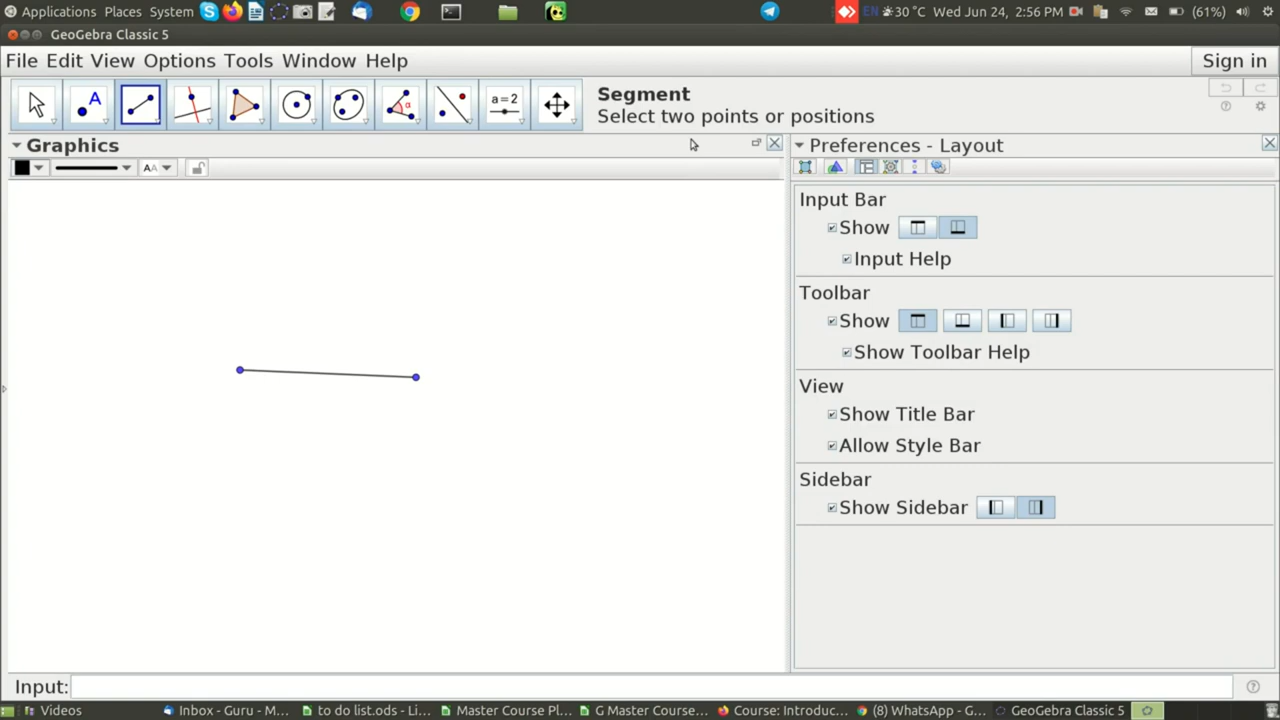 Applications Places System EN 30 °C Wed Jun 24, 2:56 PM (61%)
GeoGebra Classic 5
File Edit View Options Tools Window Help Sign in
A α a=2
Segment
Select two points or positions
Graphics
AA
Preferences - Layout
Input Bar
Show
Input Help
Toolbar
Show
Show Toolbar Help
View
Show Title Bar
Allow Style Bar
Sidebar
Show Sidebar
Input:
Videos Inbox - Guru - M... to do list.ods - Li... Master Course Pl... G Master Course... Course: Introduc... (8) WhatsApp - G... GeoGebra Classic 5